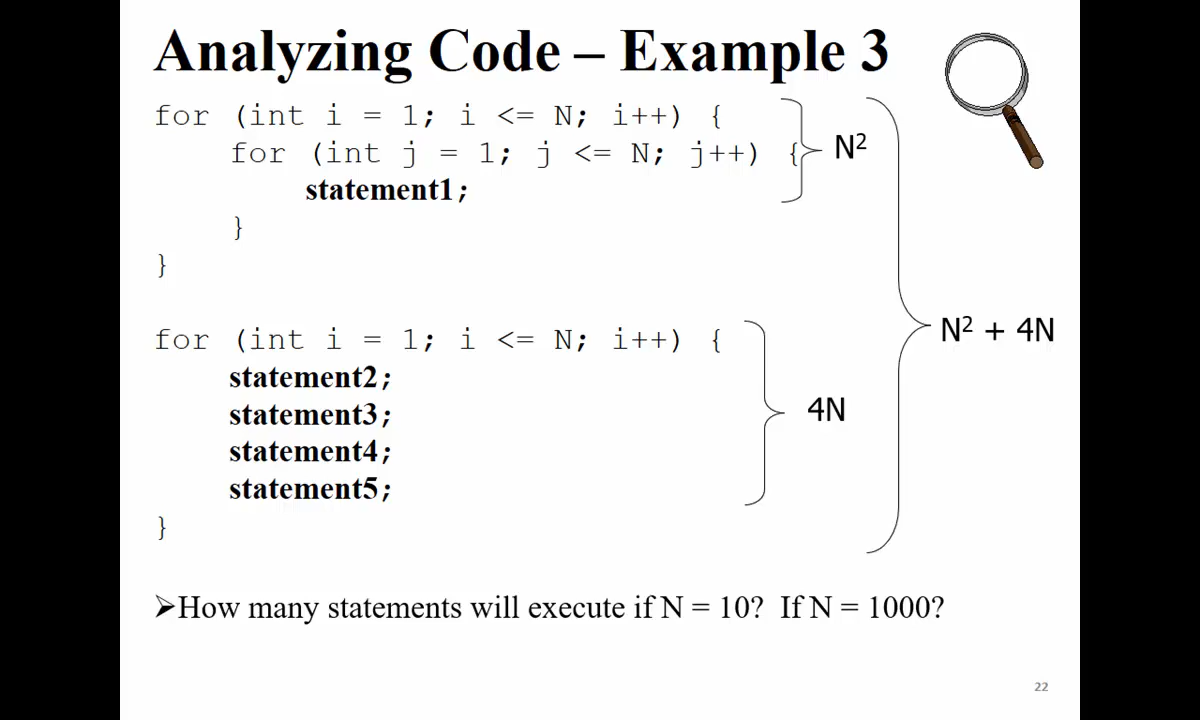 Analyzing Code – Example 3
for (int i = 1; i <= N; i++) {
for (int j = 1; j <= N; j++) {
statement1;
}
}
N²
for (int i = 1; i <= N; i++) {
statement2;
statement3;
statement4;
statement5;
}
4N
N² + 4N
➢How many statements will execute if N = 10? If N = 1000?
22